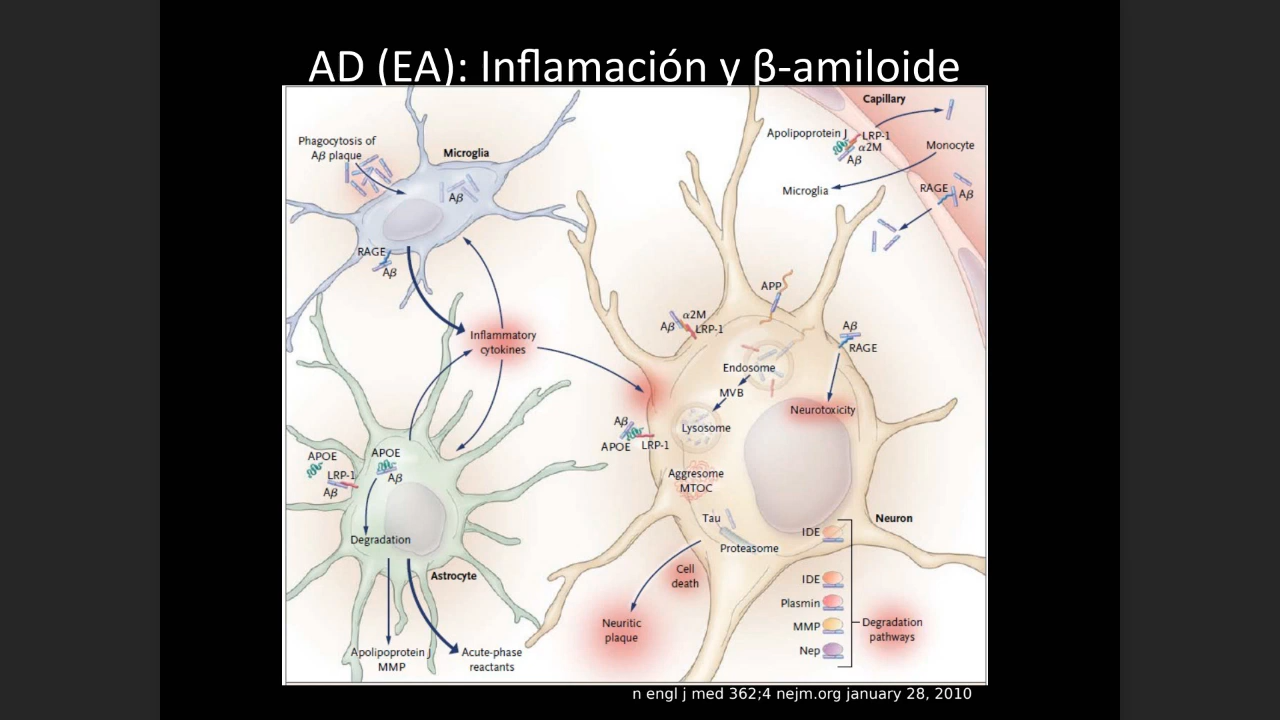 AD (EA): Inflamación y β-amiloide
Capillary
Phagocytosis of
Aβ plaque
Microglia
Aβ
RAGE
Aβ
Apolipoprotein J
LRP-1
α2M
Aβ
Monocyte
Microglia
RAGE
Aβ
Inflammatory
cytokines
APP
α2M
Aβ
LRP-1
Aβ
RAGE
Endosome
MVB
Neurotoxicity
Lysosome
Aβ
APOE
LRP-1
Aggresome
MTOC
Tau
Proteasome
Neuron
APOE
LRP-1
Aβ
APOE
Aβ
Degradation
Astrocyte
Apolipoprotein J
MMP
Acute-phase
reactants
Cell
death
Neuritic
plaque
IDE
IDE
Plasmin
MMP
Nep
Degradation
pathways
n engl j med 362;4 nejm.org january 28, 2010